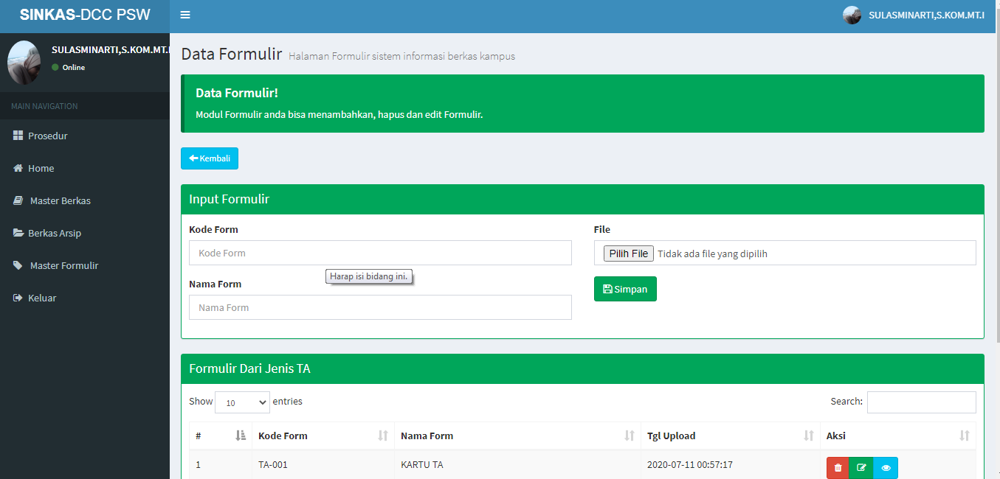 SINKAS-DCC PSW
SULASMINARTI,S.KOM.MT.I
SULASMINARTI,S.KOM.MT.I
Online
MAIN NAVIGATION
Prosedur
Home
Master Berkas
Berkas Arsip
Master Formulir
Keluar
Data Formulir Halaman Formulir sistem informasi berkas kampus
Data Formulir!
Modul Formulir anda bisa menambahkan, hapus dan edit Formulir.
Kembali
Input Formulir
Kode Form
Kode Form
Harap isi bidang ini.
Nama Form
Nama Form
File
Pilih File Tidak ada file yang dipilih
Simpan
Formulir Dari Jenis TA
Show 10 entries
Search:
# Kode Form Nama Form Tgl Upload Aksi
1 TA-001 KARTU TA 2020-07-11 00:57:17